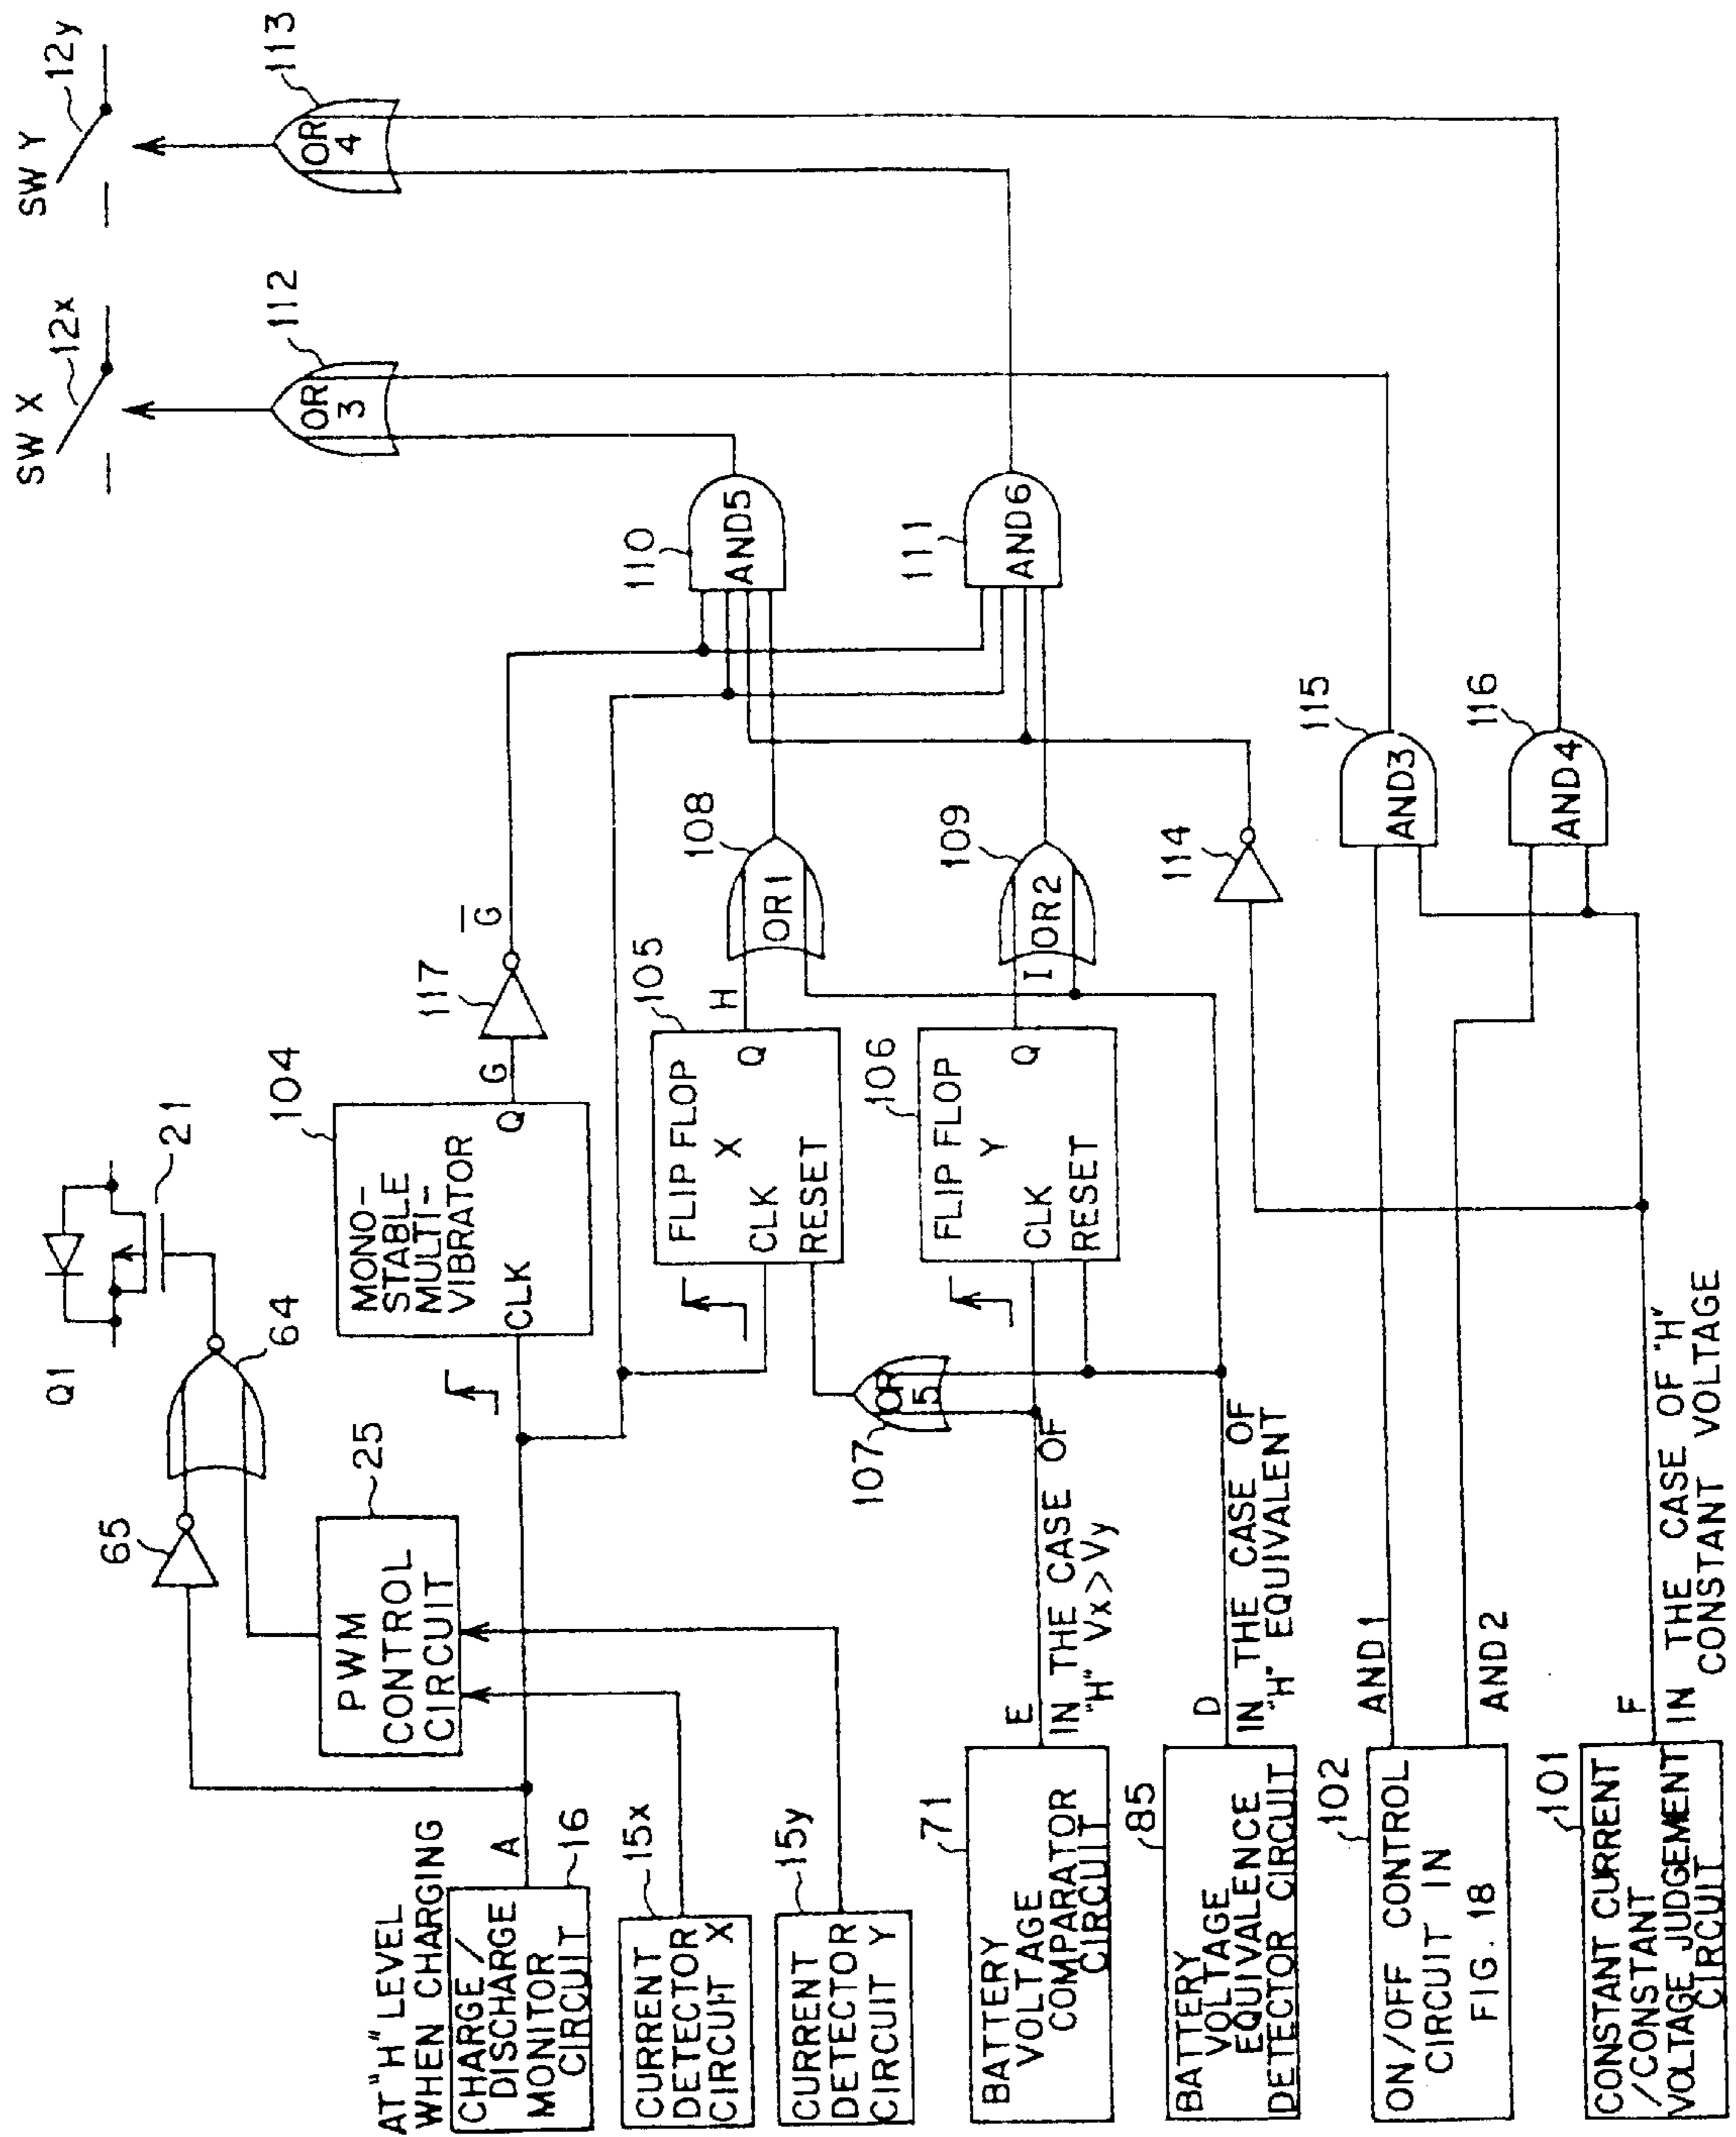 SW X
12x
SW Y
12y
112
OR
3
113
OR
4
Q1
21
64
65
25
PWM
CONTROL
CIRCUIT
104
MONO-
STABLE
MULTI-
VIBRATOR
CLK
Q
G
117
G
110
AND5
111
AND6
105
FLIP FLOP
X
CLK
RESET
Q
H
108
OR1
106
FLIP FLOP
Y
CLK
RESET
Q
I
109
OR2
107
OR
5
114
115
AND3
116
AND4
AT "H" LEVEL
WHEN CHARGING
CHARGE/
DISCHARGE
MONITOR
CIRCUIT
16
A
CURRENT
DETECTOR
CIRCUIT X
15x
CURRENT
DETECTOR
CIRCUIT Y
15y
BATTERY
VOLTAGE
COMPARATOR
CIRCUIT
71
E
IN THE CASE OF
"H" Vx>Vy
BATTERY
VOLTAGE
EQUIVALENCE
DETECTOR CIRCUIT
85
D
IN THE CASE OF
"H" EQUIVALENT
ON/OFF CONTROL
CIRCUIT IN
FIG. 18
102
AND1
AND2
CONSTANT CURRENT
/CONSTANT
VOLTAGE JUDGEMENT
CIRCUIT
101
F
IN THE CASE OF "H"
CONSTANT VOLTAGE